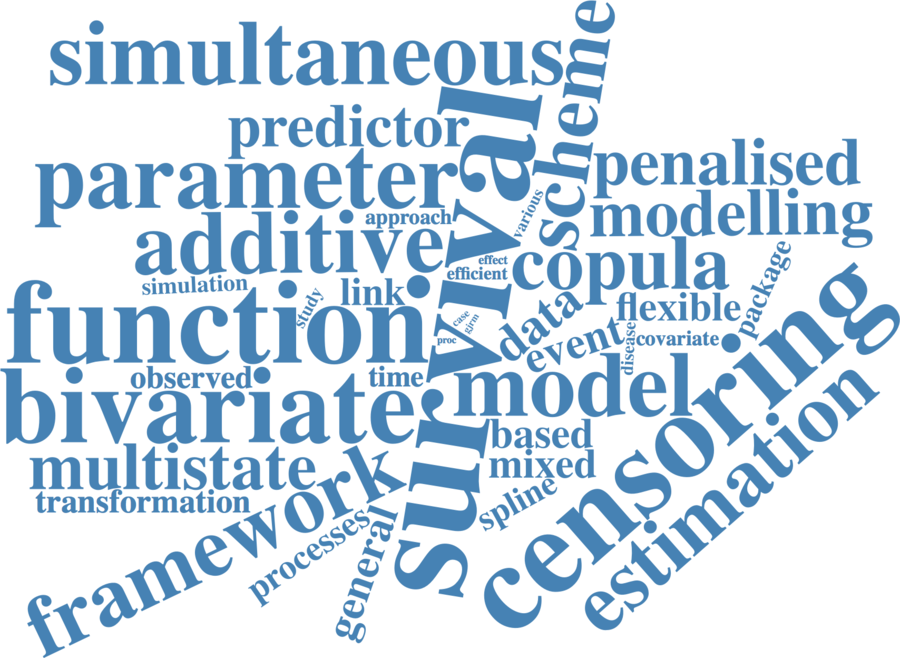 simultaneous
scheme
survival
predictor
parameter
penalised
modelling
approach
various
additive
effect
efficient
copula
simulation
study
link
package
function
case
gjrm
proc
data
flexible
event
disease
covariate
censoring
observed
time
bivariate
model
estimation
multistate
based
mixed
transformation
framework
spline
processes
general